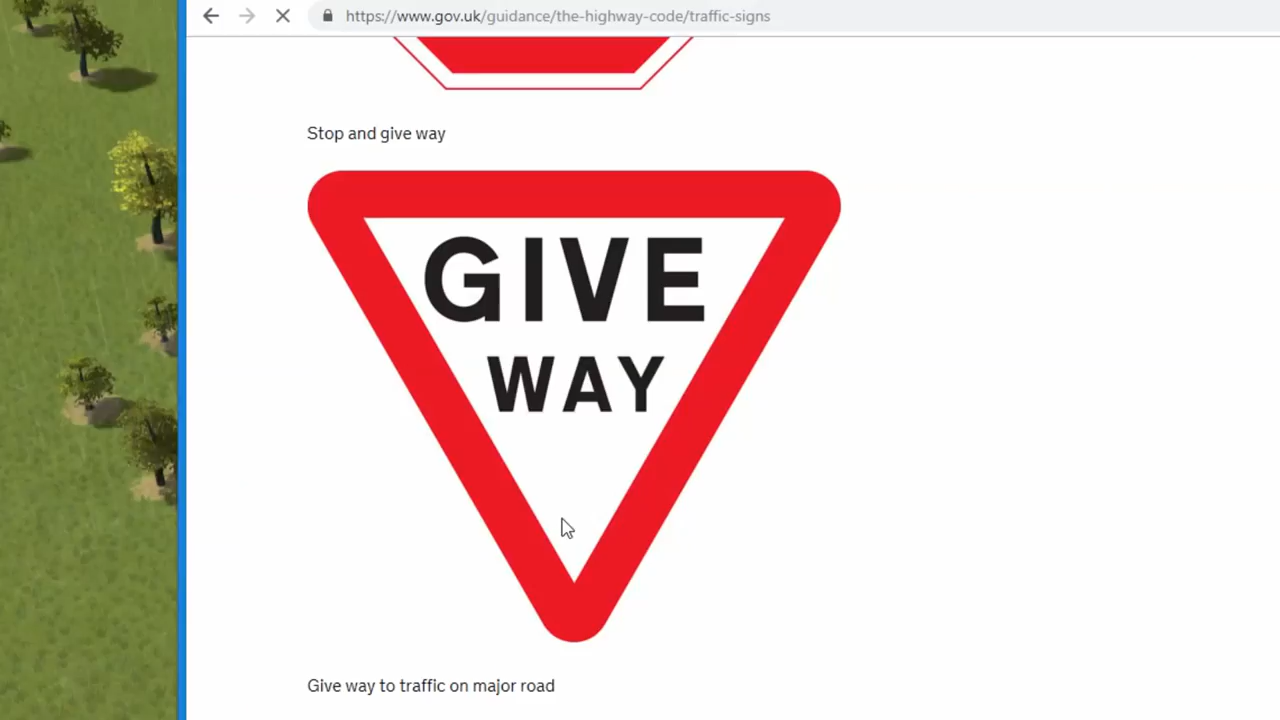 https://www.gov.uk/guidance/the-highway-code/traffic-signs
Stop and give way
GIVE
WAY
Give way to traffic on major road